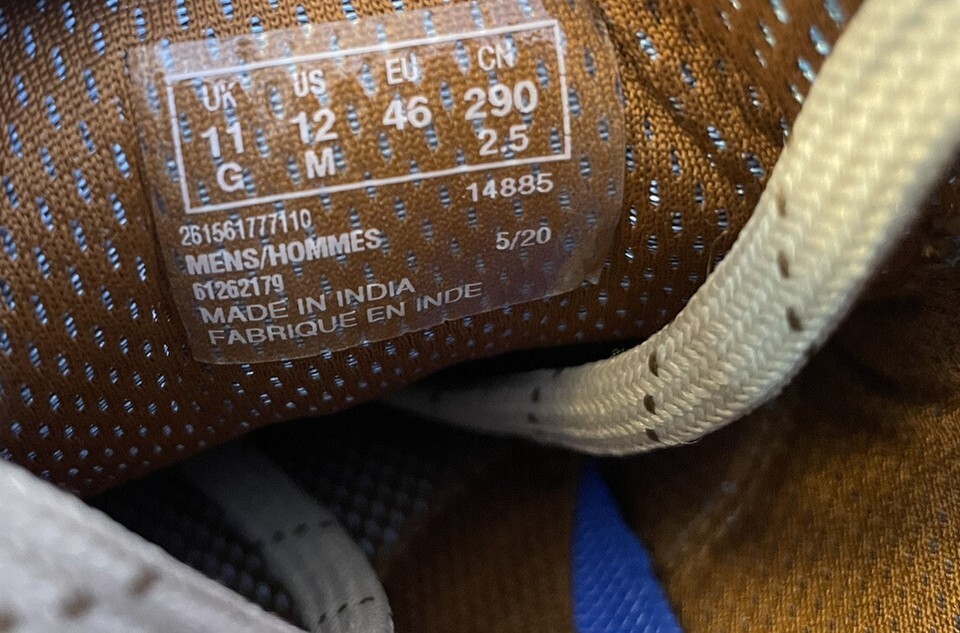 UK US EU CN
11 12 46 290
G M 2.5
14885
261561777110
MENS/HOMMES 5/20
61262179
MADE IN INDIA
FABRIQUE EN INDE